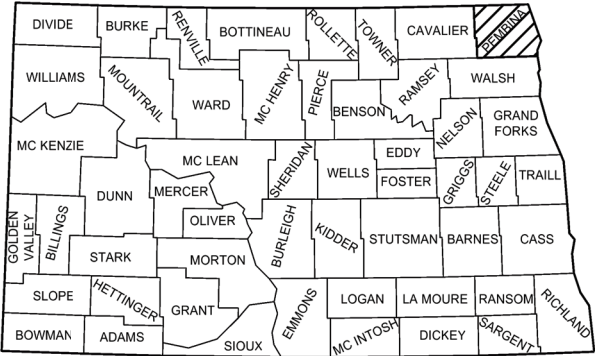 DIVIDE
BURKE
RENVILLE
BOTTINEAU
ROLLETTE
TOWNER
CAVALIER
PEMBINA
WILLIAMS
MOUNTRAIL
WARD
MC HENRY
PIERCE
BENSON
RAMSEY
WALSH
NELSON
GRAND
FORKS
MC KENZIE
MC LEAN
SHERIDAN
WELLS
EDDY
FOSTER
GRIGGS
STEELE
TRAILL
DUNN
MERCER
OLIVER
GOLDEN
VALLEY
BILLINGS
STARK
MORTON
BURLEIGH
KIDDER
STUTSMAN
BARNES
CASS
SLOPE
HETTINGER
GRANT
EMMONS
LOGAN
LA MOURE
RANSOM
RICHLAND
BOWMAN
ADAMS
SIOUX
MC INTOSH
DICKEY
SARGENT